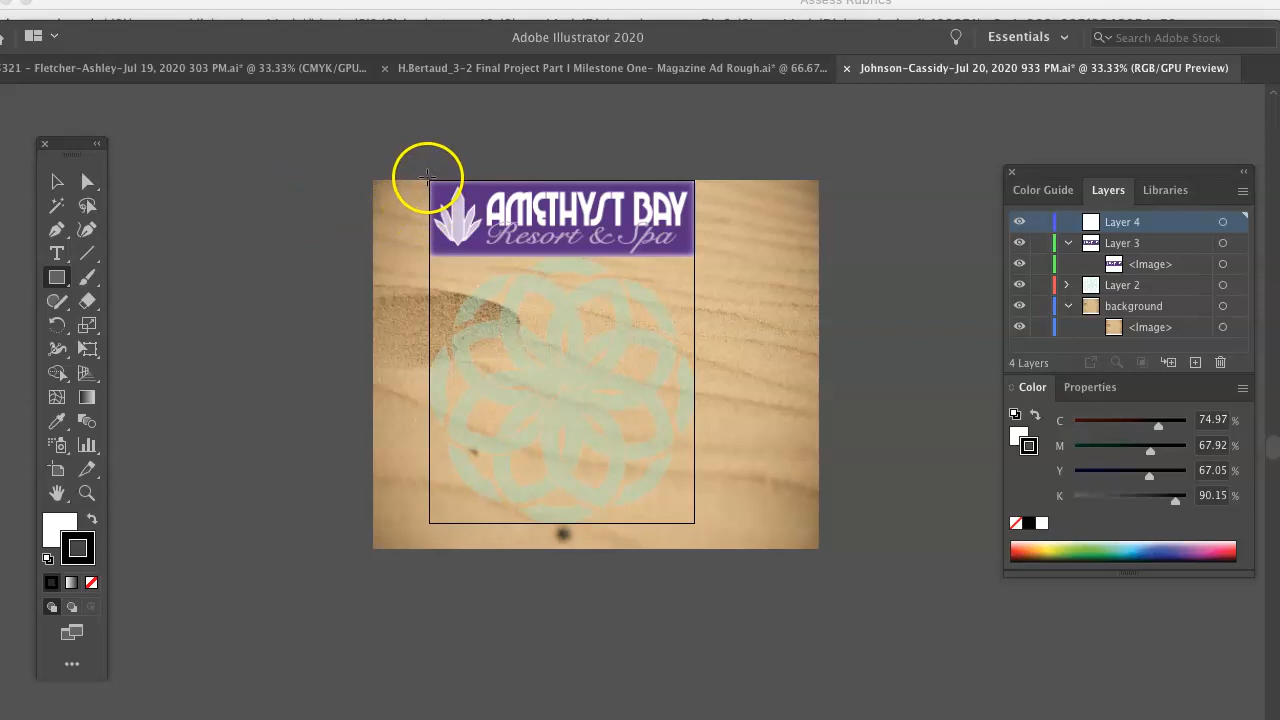 Assess Rubrics
Adobe Illustrator 2020
Essentials
Search Adobe Stock
321 – Fletcher-Ashley-Jul 19, 2020 303 PM.ai* @ 33.33% (CMYK/GPU...
H.Bertaud_3-2 Final Project Part I Milestone One- Magazine Ad Rough.ai* @ 66.67...
Johnson-Cassidy-Jul 20, 2020 933 PM.ai* @ 33.33% (RGB/GPU Preview)
AMETHYST BAY
Resort & Spa
Color Guide
Layers
Libraries
Layer 4
Layer 3
<Image>
Layer 2
background
<Image>
4 Layers
Color
Properties
C 74.97 %
M 67.92 %
Y 67.05 %
K 90.15 %